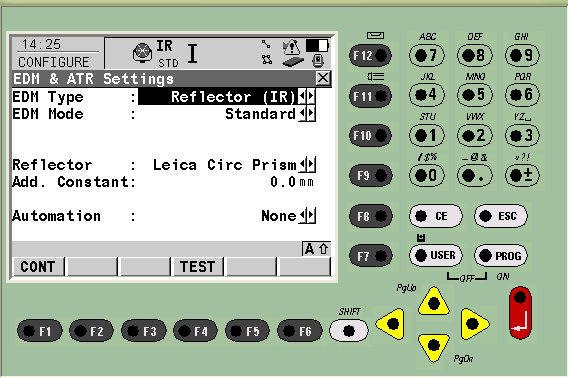 14:25
CONFIGURE
IR
STD
I
EDM & ATR Settings
EDM Type : Reflector (IR)
EDM Mode : Standard
Reflector : Leica Circ Prism
Add. Constant: 0.0 mm
Automation : None
A
CONT TEST
F12
F11
F10
F9
F8
F7
ABC DEF GHI
7 8 9
JKL MNO PQR
4 5 6
STU VWX YZ
1 2 3
/$% _@& *?!
0 . ±
CE ESC
USER PROG
OFF ON
PgUp
SHIFT
F1 F2 F3 F4 F5 F6
PgDn